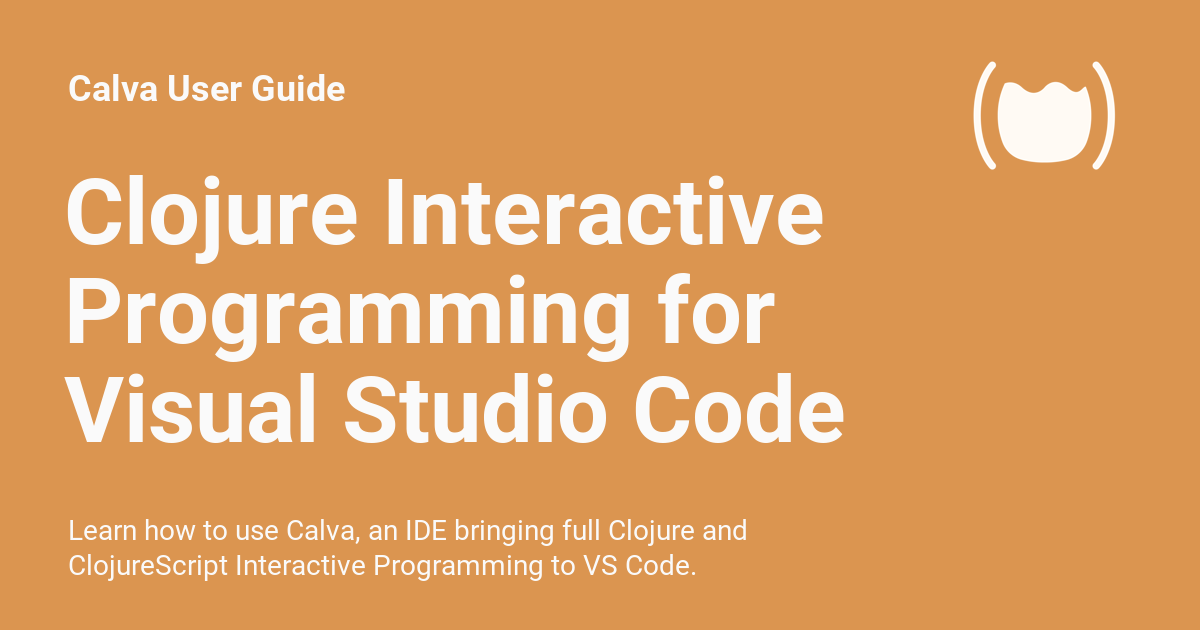 Calva User Guide
Clojure Interactive
Programming for
Visual Studio Code
Learn how to use Calva, an IDE bringing full Clojure and
ClojureScript Interactive Programming to VS Code.